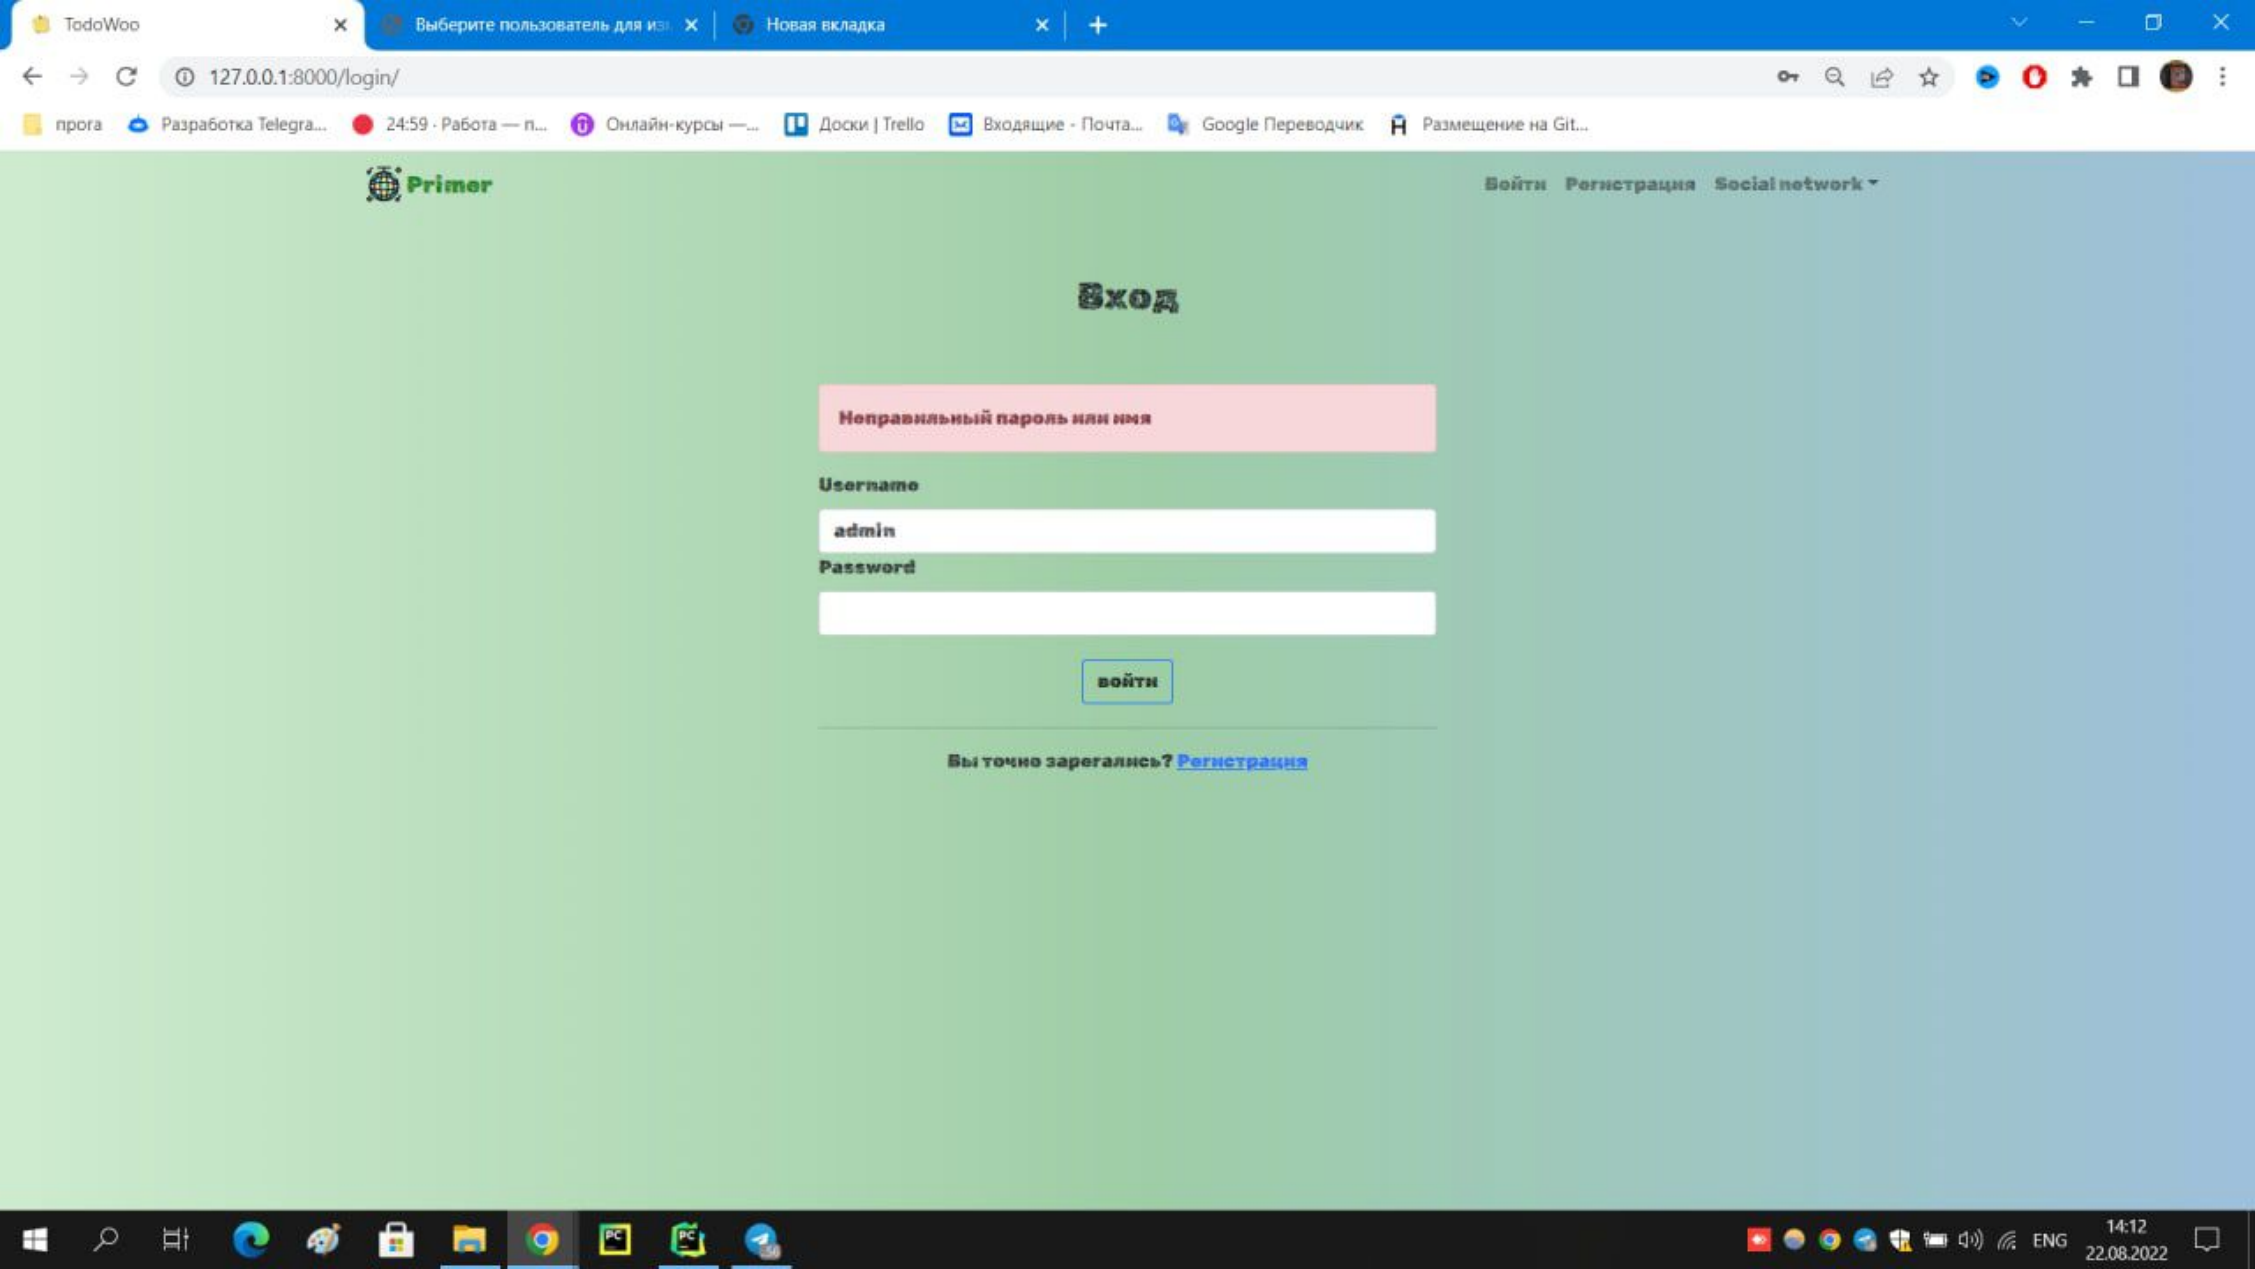 TodoWoo
Выберите пользователь для изм
Новая вкладка
127.0.0.1:8000/login/
прога
Разработка Telegra...
24:59 - Работа — п...
Онлайн-курсы —...
Доски | Trello
Входящие - Почта...
Google Переводчик
Размещение на Git...
Primer
Войти
Регистрация
Social network
Вход
Неправильный пароль или имя
Username
admin
Password
войти
Вы точно зарегались? Регистрация
ENG
14:12
22.08.2022